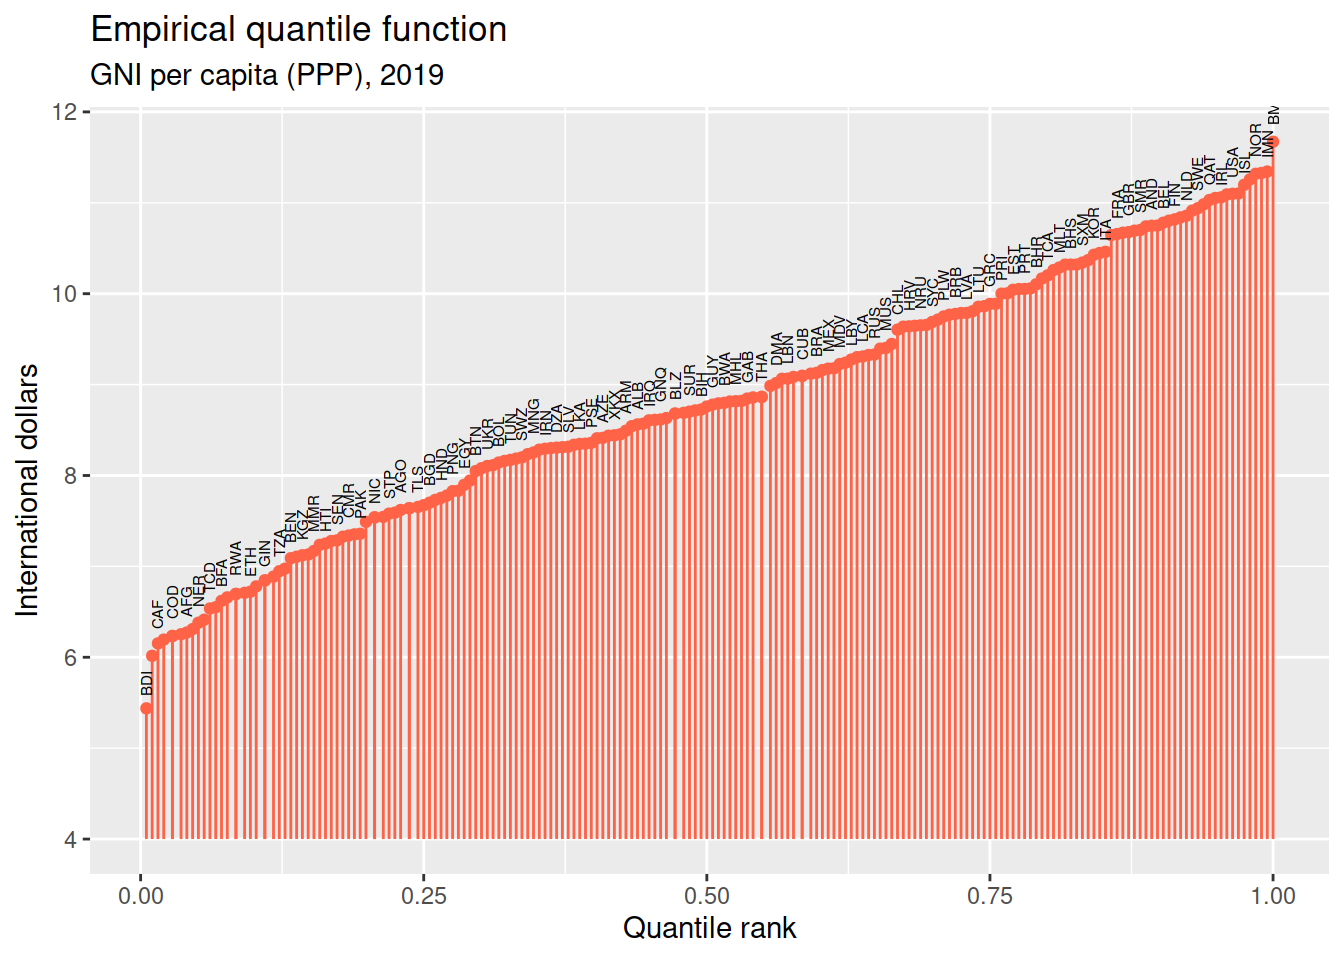 Empirical quantile function
GNI per capita (PPP), 2019
International dollars
12
10
8
6
4
BDI
CAF
COD
AFG
NER
TCD
BFA
RWA
ETH
GIN
TZA
BEN
KGZ
MMR
HTI
SEN
CMR
PAK
NIC
STP
AGO
TLS
BGD
HND
PNG
EGY
BTN
UKR
BOL
TUN
SWZ
MNG
IRN
DZA
SLV
LKA
PSE
AZE
XKX
ARM
ALB
IRQ
GNQ
BLZ
SUR
BIH
GUY
BWA
MHL
GAB
THA
DMA
LBN
CUB
BRA
MEX
MDV
LBY
LCA
RUS
MUS
CHL
HRV
NRU
SYC
PLW
BRB
LVA
LTU
GRC
PRI
EST
PRT
BHR
TCA
MLT
BHS
SXM
KOR
ITA
FRA
GBR
SMR
AND
BEL
FIN
NLD
SWE
QAT
IRL
USA
ISL
NOR
IMN
0.00
0.25
0.50
0.75
1.00
Quantile rank